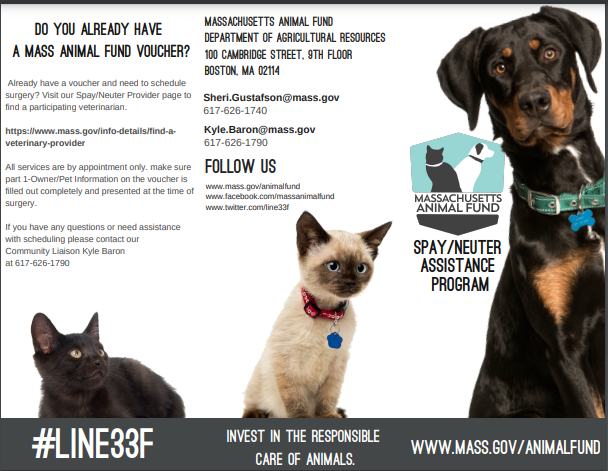 DO YOU ALREADY HAVE
A MASS ANIMAL FUND VOUCHER?
Already have a voucher and need to schedule
surgery? Visit our Spay/Neuter Provider page to
find a participating veterinarian.
https://www.mass.gov/info-details/find-a-
veterinary-provider
All services are by appointment only. make sure
part 1-Owner/Pet Information on the voucher is
filled out completely and presented at the time of
surgery.
If you have any questions or need assistance
with scheduling please contact our
Community Liaison Kyle Baron
at 617-626-1790
MASSACHUSETTS ANIMAL FUND
DEPARTMENT OF AGRICULTURAL RESOURCES
100 CAMBRIDGE STREET, 9TH FLOOR
BOSTON, MA 02114
Sheri.Gustafson@mass.gov
617-626-1740
Kyle.Baron@mass.gov
617-626-1790
FOLLOW US
www.mass.gov/animalfund
www.facebook.com/massanimalfund
www.twitter.com/line33f
MASSACHUSETTS
ANIMAL FUND
SPAY/NEUTER
ASSISTANCE
PROGRAM
#LINE33F
INVEST IN THE RESPONSIBLE
CARE OF ANIMALS.
WWW.MASS.GOV/ANIMALFUND